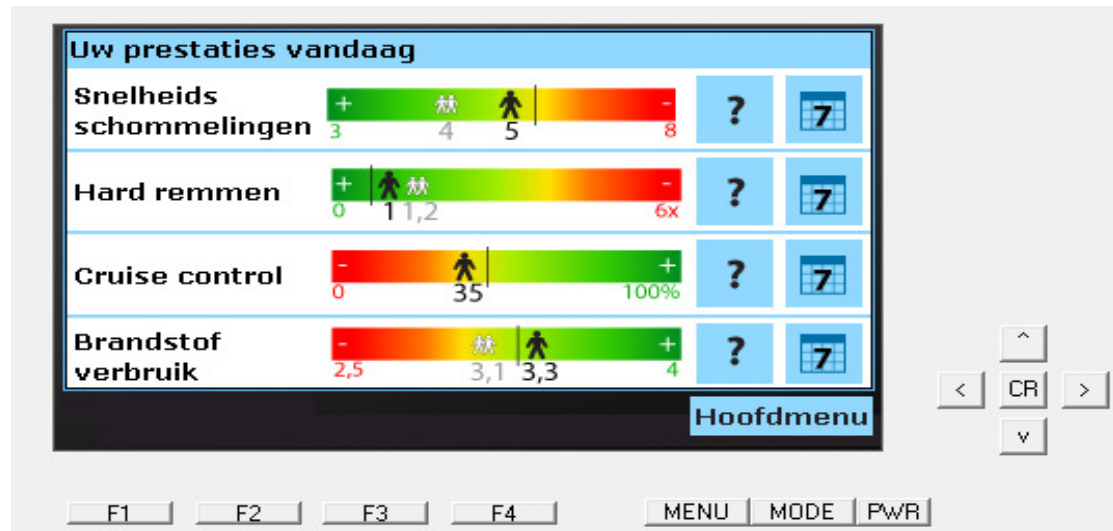 Uw prestaties vandaag
Snelheids
schommelingen
+ -
3 4 5 8
? 7
Hard remmen
+ -
0 1 1,2 6x
? 7
Cruise control
- +
0 35 100%
? 7
Brandstof
verbruik
- +
2,5 3,1 3,3 4
? 7
Hoofdmenu
^
< CR >
v
F1 F2 F3 F4 MENU MODE PWR